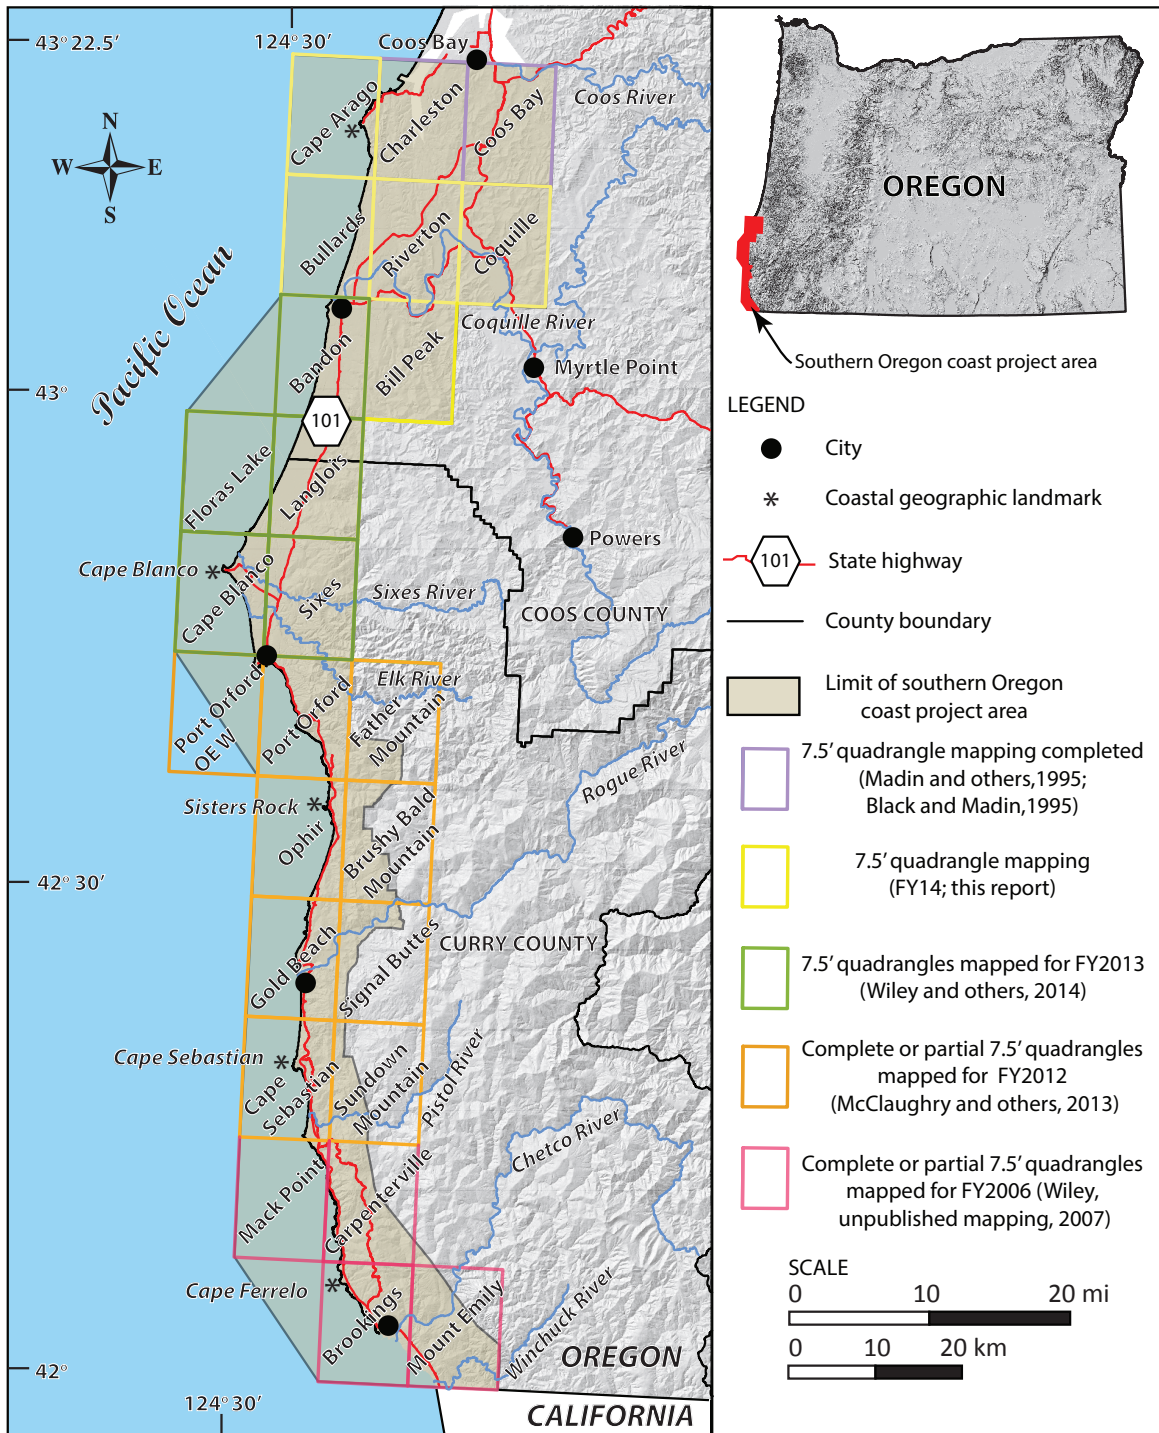 43° 22.5′
124° 30′
Coos Bay
Coos River
Cape Arago
Charleston
Coos Bay
N
W
E
S
Bullards
Riverton
Coquille
Pacific Ocean
Coquille River
Bandon
Bill Peak
Myrtle Point
43°
101
Floras Lake
Langlois
Powers
Cape Blanco
Cape Blanco
Sixes
Sixes River
COOS COUNTY
Elk River
Port Orford
OE W
Port Orford
Father
Mountain
Rogue River
Sisters Rock
Ophir
Brushy Bald
Mountain
42° 30′
CURRY COUNTY
Gold Beach
Signal Buttes
Cape Sebastian
Cape
Sebastian
Sundown
Mountain
Pistol River
Chetco River
Mack Point
Carpenterville
Cape Ferrelo
Brookings
Mount Emily
Winchuck River
OREGON
42°
124° 30′
CALIFORNIA
OREGON
Southern Oregon coast project area
LEGEND
City
Coastal geographic landmark
101
State highway
County boundary
Limit of southern Oregon
coast project area
7.5′ quadrangle mapping completed
(Madin and others,1995;
Black and Madin,1995)
7.5′ quadrangle mapping
(FY14; this report)
7.5′ quadrangles mapped for FY2013
(Wiley and others, 2014)
Complete or partial 7.5′ quadrangles
mapped for FY2012
(McClaughry and others, 2013)
Complete or partial 7.5′ quadrangles
mapped for FY2006 (Wiley,
unpublished mapping, 2007)
SCALE
0 10 20 mi
0 10 20 km